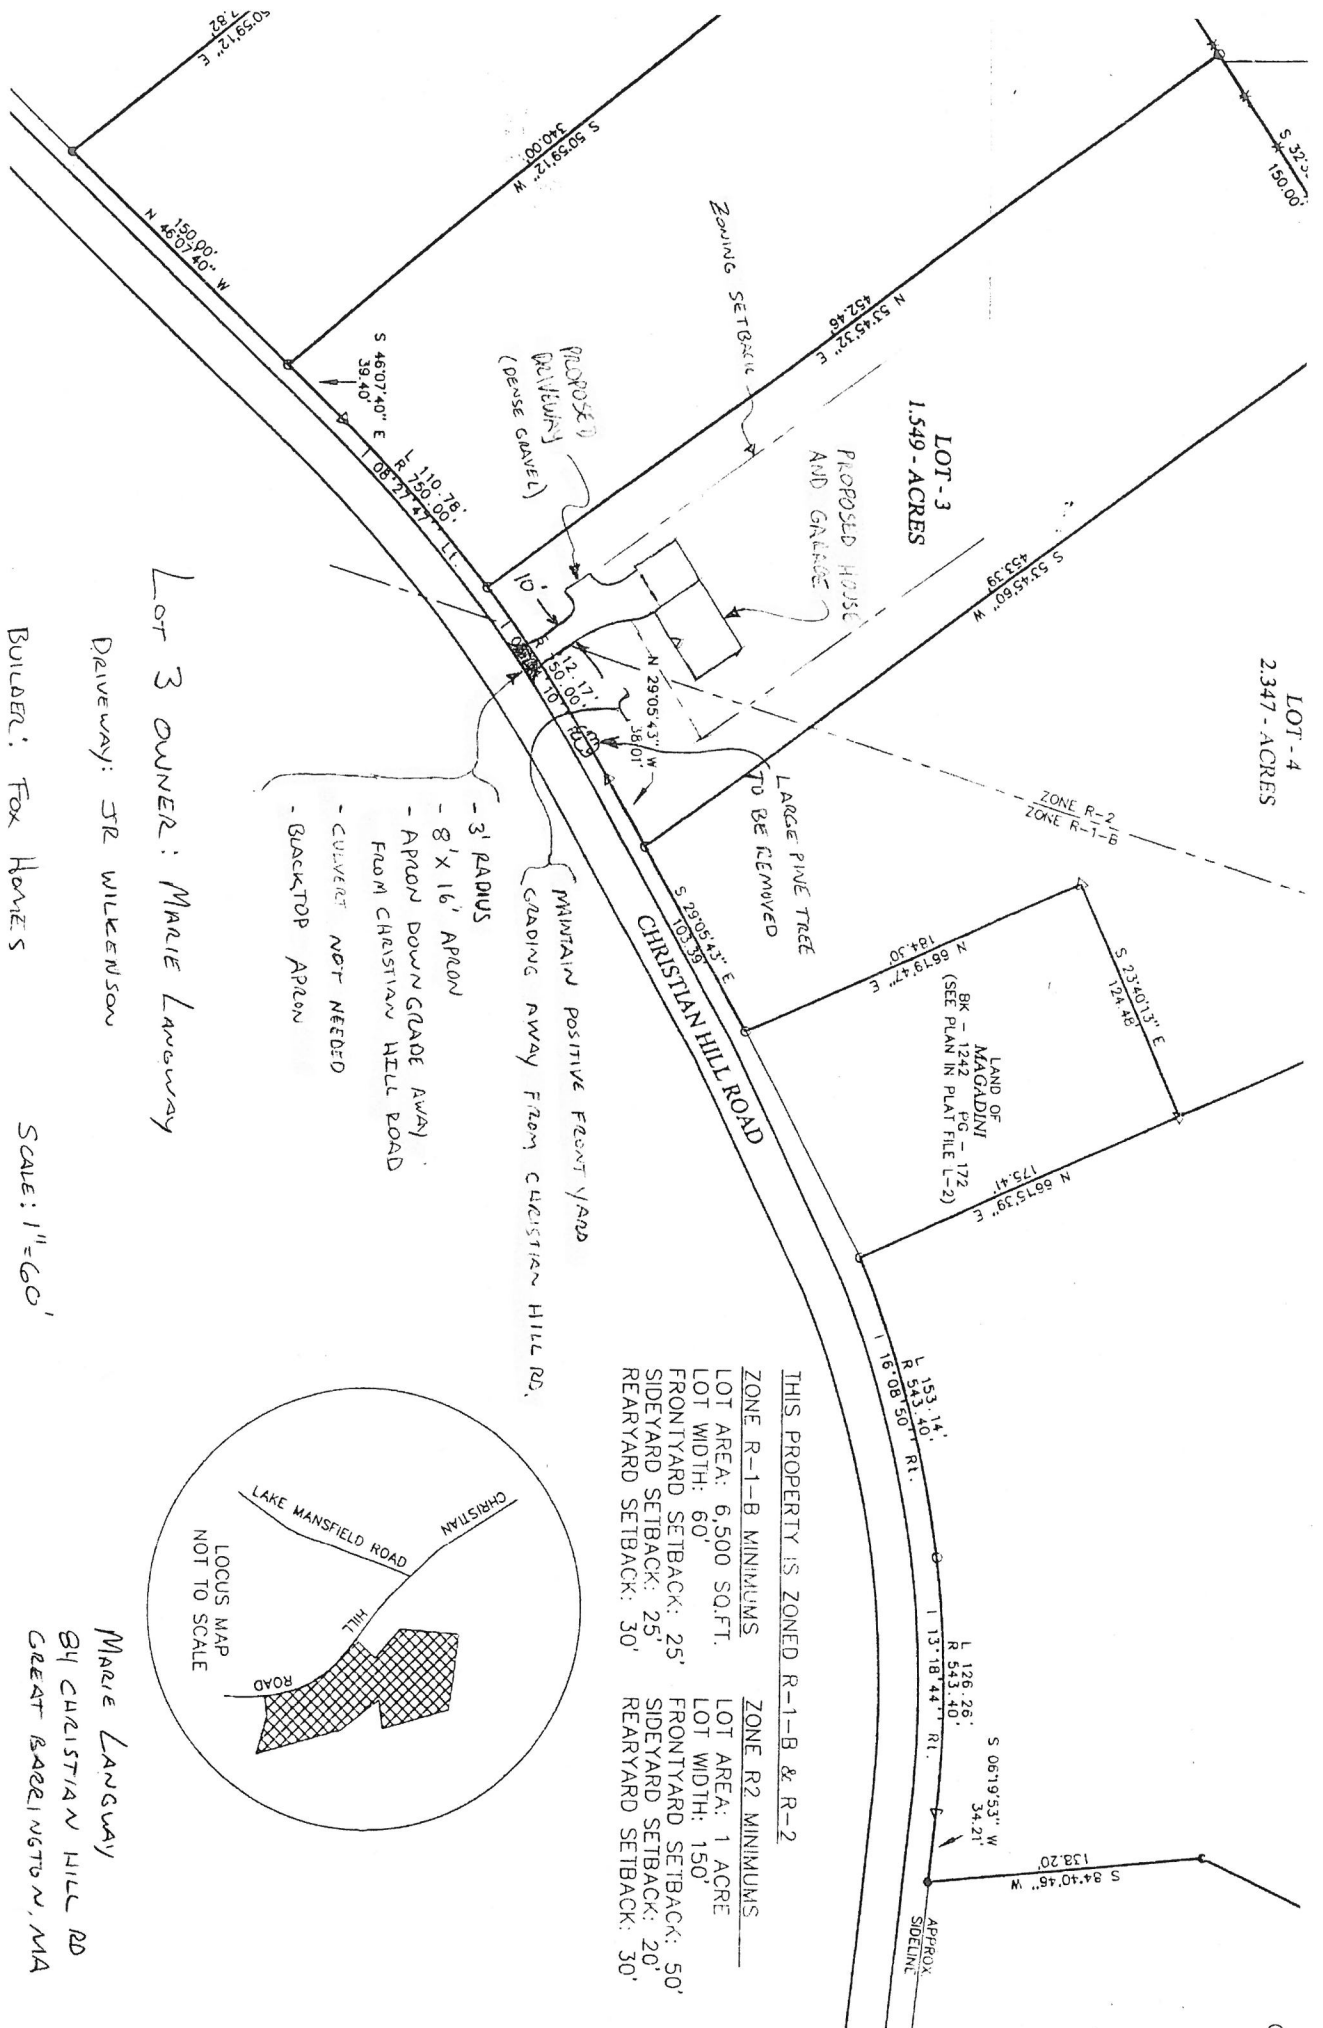 50°59'12" E
7.82'
S 50°59'12" W
340.00'
N 53°45'32" E
452.46'
S 53°45'60" W
453.39'
150.00'
ZONING SETBACK
LOT - 3
1.549 - ACRES
PROPOSED HOUSE
AND GARAGE
PROPOSED
DRIVEWAY
(DENSE GRAVEL)
LOT - 4
2.347 - ACRES
ZONE R-2
ZONE R-1-B
150.00'
N 46°07'40" W
S 46°07'40" E
39.40'
L 110.78'
R 750.00'
I 08°27'47" Lt.
10'
10'
N 29°05'43" W
38.01'
LARGE PINE TREE
TO BE REMOVED
S 29°05'43" E
103.39'
CHRISTIAN HILL ROAD
N 66°19'47" E
184.30'
S 23°40'13" E
124.48'
LAND OF
MAGADINI
BK - 1242 PG - 172
(SEE PLAN IN PLAT FILE L-2)
N 66°15'39" E
175.41'
L 153.14'
R 543.40'
I 16°08'50" Rt.
L 126.26'
R 543.40'
I 13°18'44" Rt.
S 06°19'53" W
34.21'
S 84°40'46" W
138.20'
APPROX
SIDELINE
MAINTAIN POSITIVE FRONT YARD
GRADING AWAY FROM CHRISTIAN HILL RD.
- 3' RADIUS
- 8' X 16' APRON
- APRON DOWN GRADE AWAY
FROM CHRISTIAN HILL ROAD
- CULVERT NOT NEEDED
- BLACKTOP APRON
LOT 3 OWNER: MARIE LANGWAY
DRIVEWAY: JR WILKENSON
BUILDER: FOX HOMES
SCALE: 1"=60'
THIS PROPERTY IS ZONED R-1-B & R-2
ZONE R-1-B MINIMUMS
LOT AREA: 6,500 SQ.FT.
LOT WIDTH: 60'
FRONTYARD SETBACK: 25'
SIDEYARD SETBACK: 25'
REARYARD SETBACK: 30'
ZONE R2 MINIMUMS
LOT AREA: 1 ACRE
LOT WIDTH: 150'
FRONTYARD SETBACK: 50'
SIDEYARD SETBACK: 20'
REARYARD SETBACK: 30'
CHRISTIAN
HILL
ROAD
LAKE MANSFIELD ROAD
LOCUS MAP
NOT TO SCALE
MARIE LANGWAY
84 CHRISTIAN HILL RD
GREAT BARRINGTON, MA